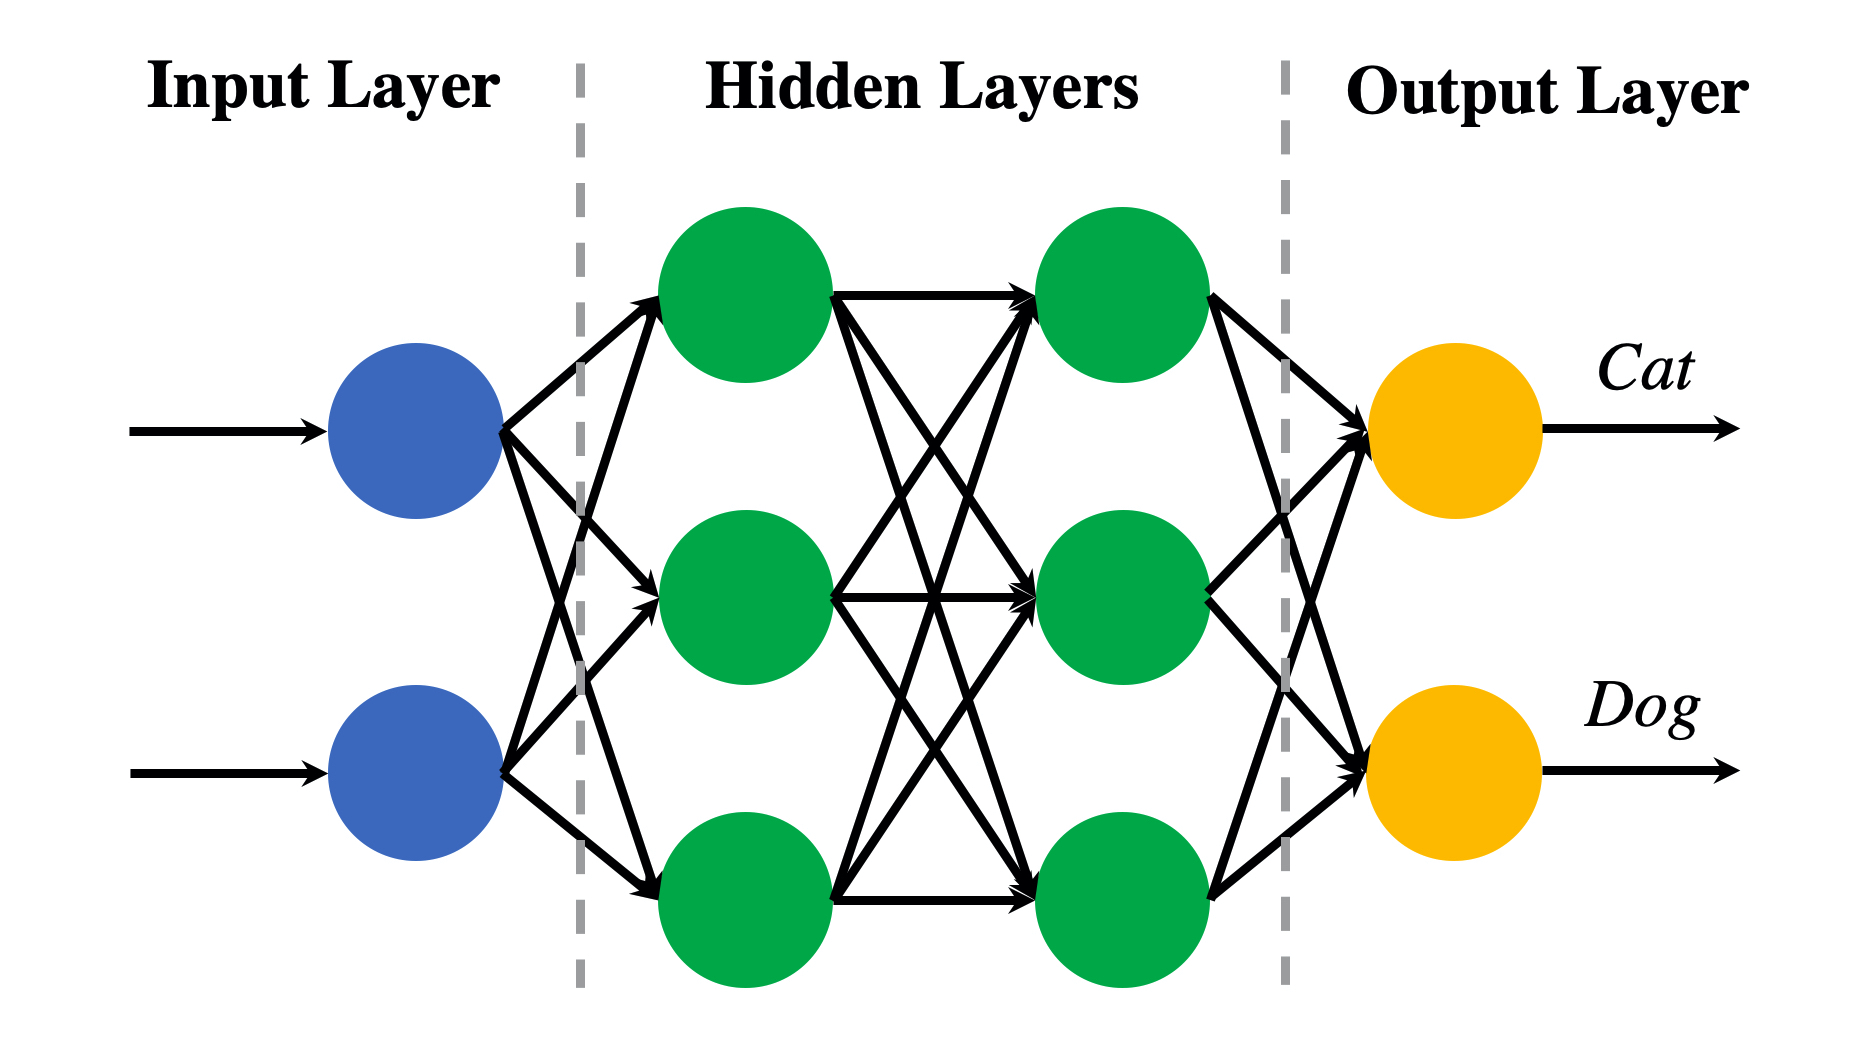 Input Layer
Hidden Layers
Output Layer
Cat
Dog